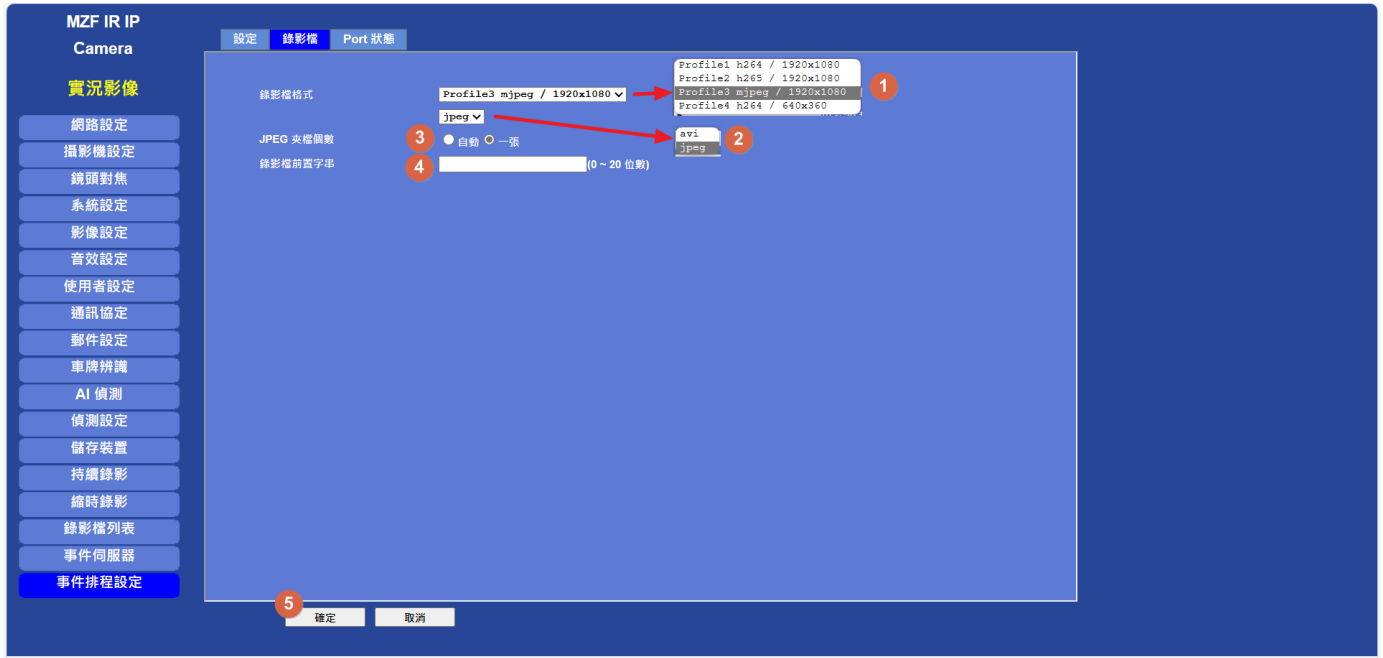 MZF IR IP
Camera
實況影像
網路設定
攝影機設定
鏡頭對焦
系統設定
影像設定
音效設定
使用者設定
通訊協定
郵件設定
車牌辨識
AI 偵測
偵測設定
儲存裝置
持續錄影
縮時錄影
錄影檔列表
事件伺服器
事件排程設定
設定 錄影檔 Port 狀態
錄影檔格式 Profile3 mjpeg / 1920x1080
jpeg
JPEG 夾檔個數 3 自動 一張
錄影檔前置字串 4 (0 ~ 20 位數)
Profile1 h264 / 1920x1080
Profile2 h265 / 1920x1080
Profile3 mjpeg / 1920x1080
Profile4 h264 / 640x360
1
avi
jpeg
2
5
確定 取消